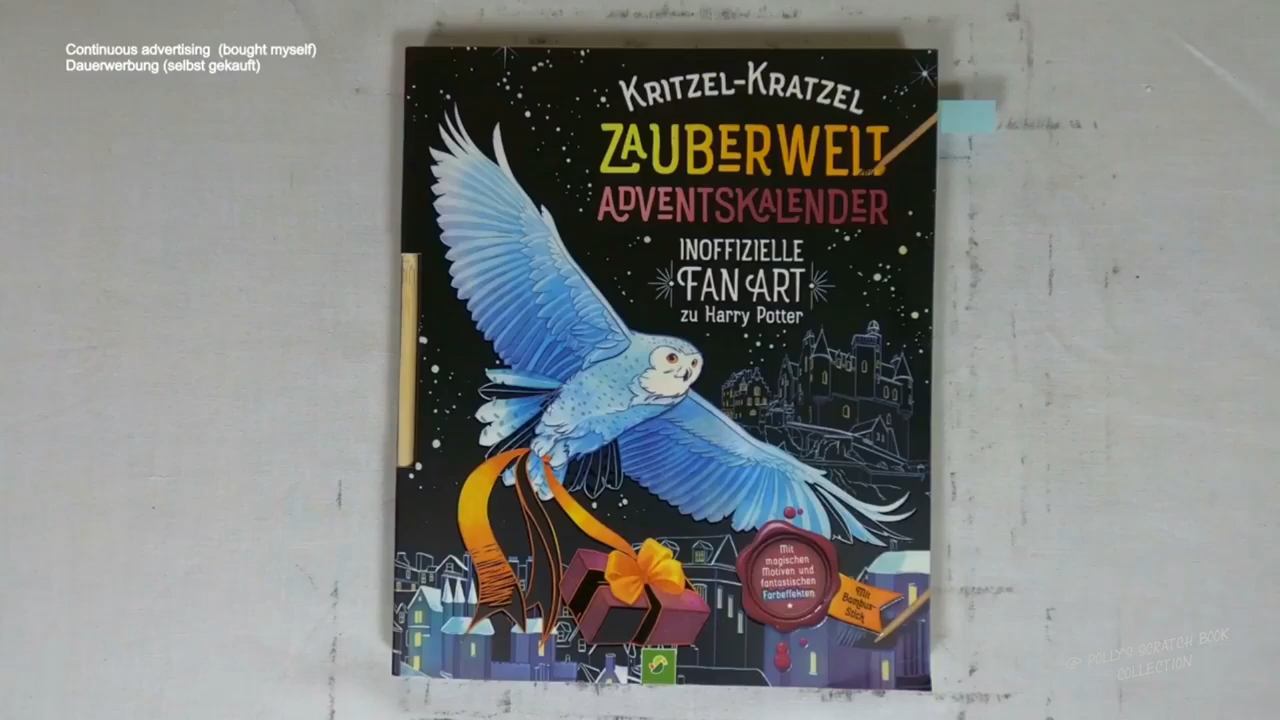 Continuous advertising (bought myself)
Dauerwerbung (selbst gekauft)
KRITZEL-KRATZEL
ZAUBERWELT
ADVENTSKALENDER
INOFFIZIELLE
FAN ART
zu Harry Potter
Mit
magischen
Motiven und
fantastischen
Farbeffekten
Mit
Bambus-
Stick
© POLLY'S SCRATCH BOOK
COLLECTION